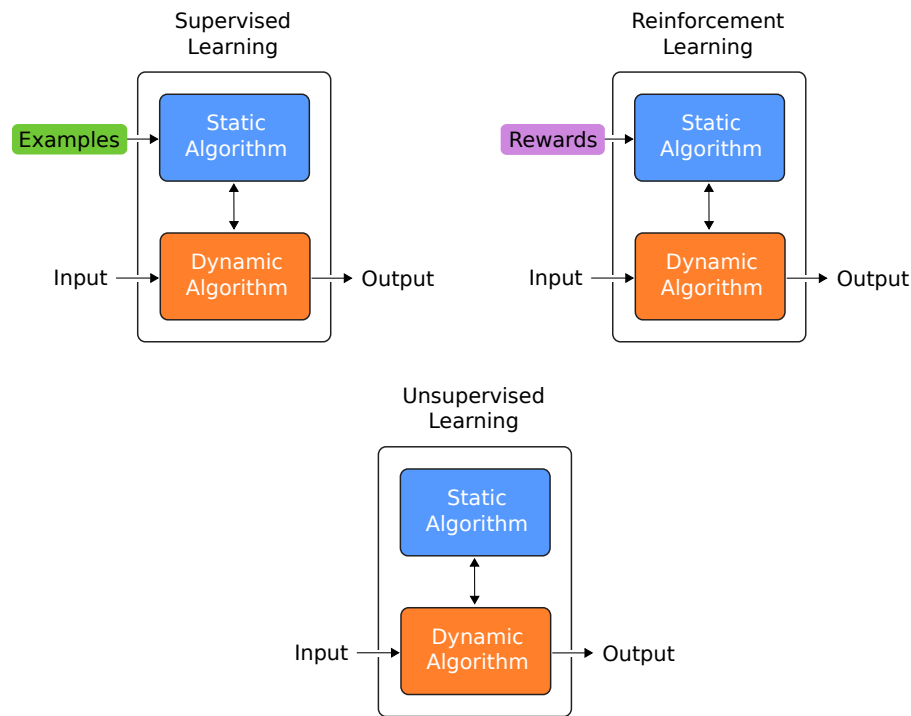 Supervised
Learning
Examples
Static
Algorithm
Input
Dynamic
Algorithm
Output
Reinforcement
Learning
Rewards
Static
Algorithm
Input
Dynamic
Algorithm
Output
Unsupervised
Learning
Static
Algorithm
Input
Dynamic
Algorithm
Output